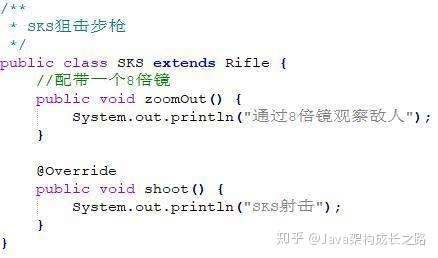 /**
 * SKS狙击步枪
 */
public class SKS extends Rifle {
    //配带一个8倍镜
    public void zoomOut() {
        System.out.println("通过8倍镜观察敌人");
    }

    @Override
    public void shoot() {
        System.out.println("SKS射击");
    }
}
知乎 @Java架构成长之路